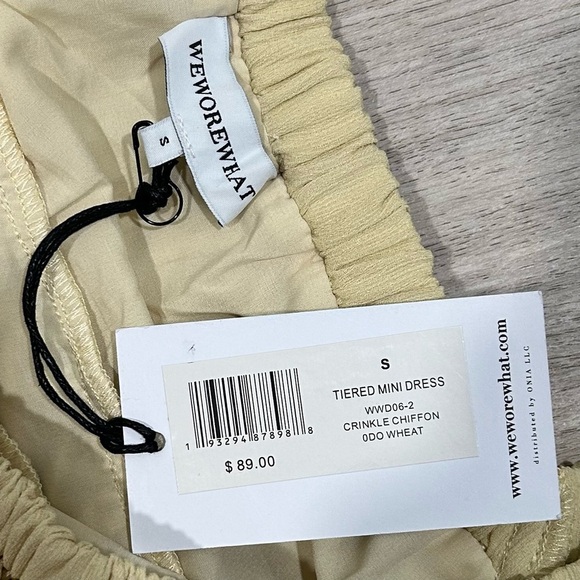 WEWOREWHAT
S
S
TIERED MINI DRESS
WWD06-2
CRINKLE CHIFFON
0DO WHEAT
1 93294 87898 8
$ 89.00
www.weworewhat.com
distributed by ONIA LLC